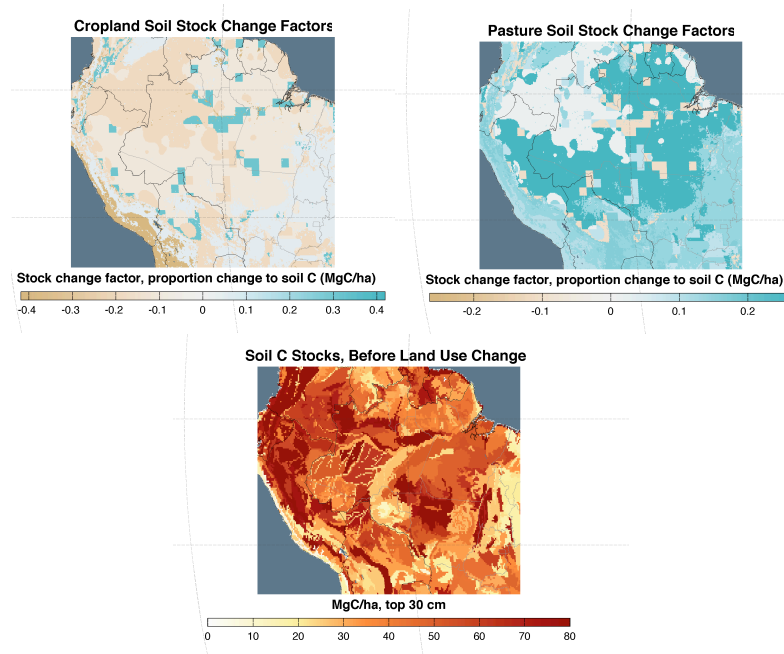 Cropland Soil Stock Change Factors
Pasture Soil Stock Change Factors
Stock change factor, proportion change to soil C (MgC/ha)
-0.4 -0.3 -0.2 -0.1 0 0.1 0.2 0.3 0.4
Stock change factor, proportion change to soil C (MgC/ha)
-0.2 -0.1 0 0.1 0.2
Soil C Stocks, Before Land Use Change
MgC/ha, top 30 cm
0 10 20 30 40 50 60 70 80